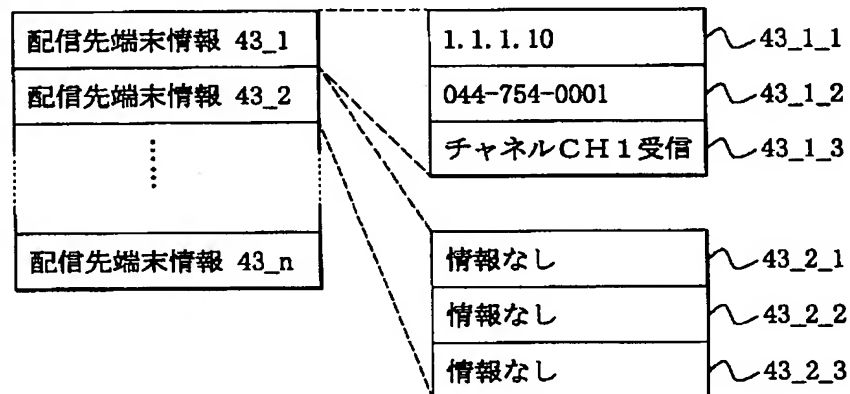 配信先端末情報 43_1
配信先端末情報 43_2
配信先端末情報 43_n
1.1.1.10
43_1_1
044-754-0001
43_1_2
チャネルCH1受信
43_1_3
情報なし
43_2_1
情報なし
43_2_2
情報なし
43_2_3